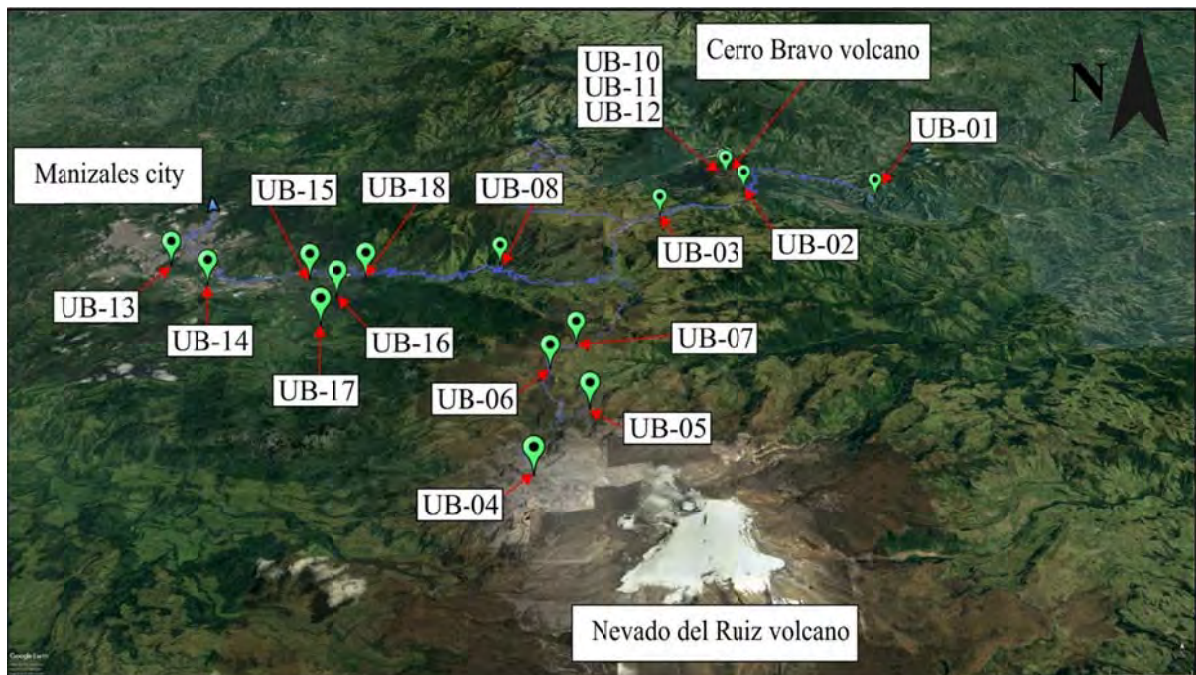 Cerro Bravo volcano
UB-10
UB-11
UB-12
N
UB-01
Manizales city
UB-15
UB-18
UB-08
UB-03
UB-02
UB-13
UB-14
UB-16
UB-07
UB-17
UB-06
UB-05
UB-04
Nevado del Ruiz volcano
Google Earth